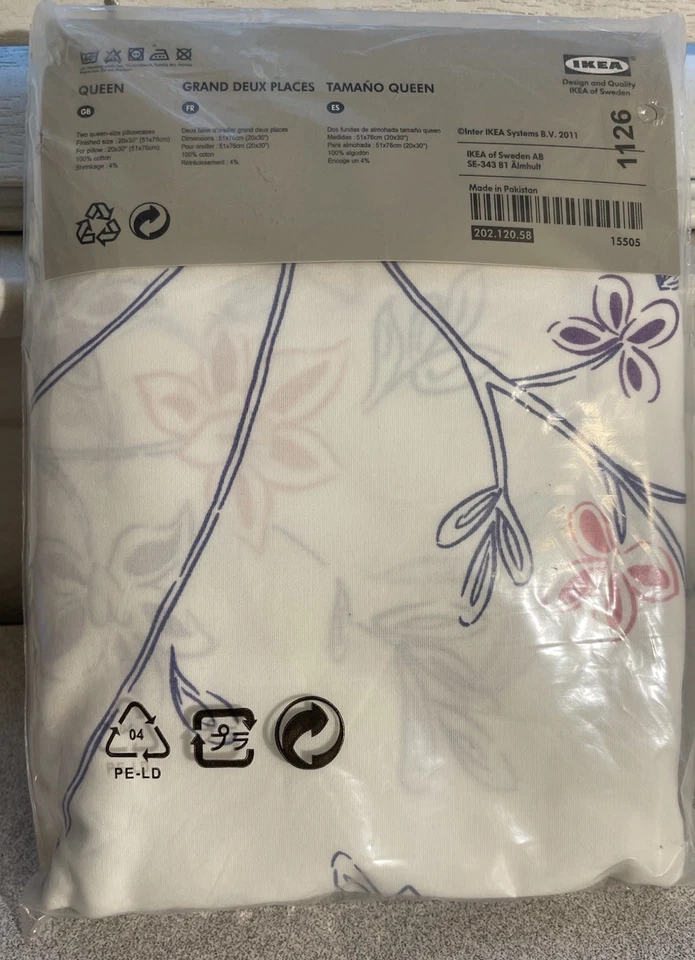 QUEEN
GB
Two queen-size pillowcases
Finished size : 20x30" (51x76cm)
For pillow : 20x30" (51x76cm)
100% cotton
Shrinkage : 4%
GRAND DEUX PLACES
FR
Deux taies d'oreiller grand deux places
Dimensions : 51x76cm (20x30")
Pour oreiller : 51x76cm (20x30")
100% coton
Rétrécissement : 4%
TAMAÑO QUEEN
ES
Dos fundas de almohada tamaño queen
Medidas : 51x76cm (20x30")
Para almohada : 51x76cm (20x30")
100% algodón
Encoge un 4%
IKEA
Design and Quality
IKEA of Sweden
©Inter IKEA Systems B.V. 2011
1126
IKEA of Sweden AB
SE-343 81 Älmhult
Made in Pakistan
202.120.58
15505
04
PE-LD
プラ